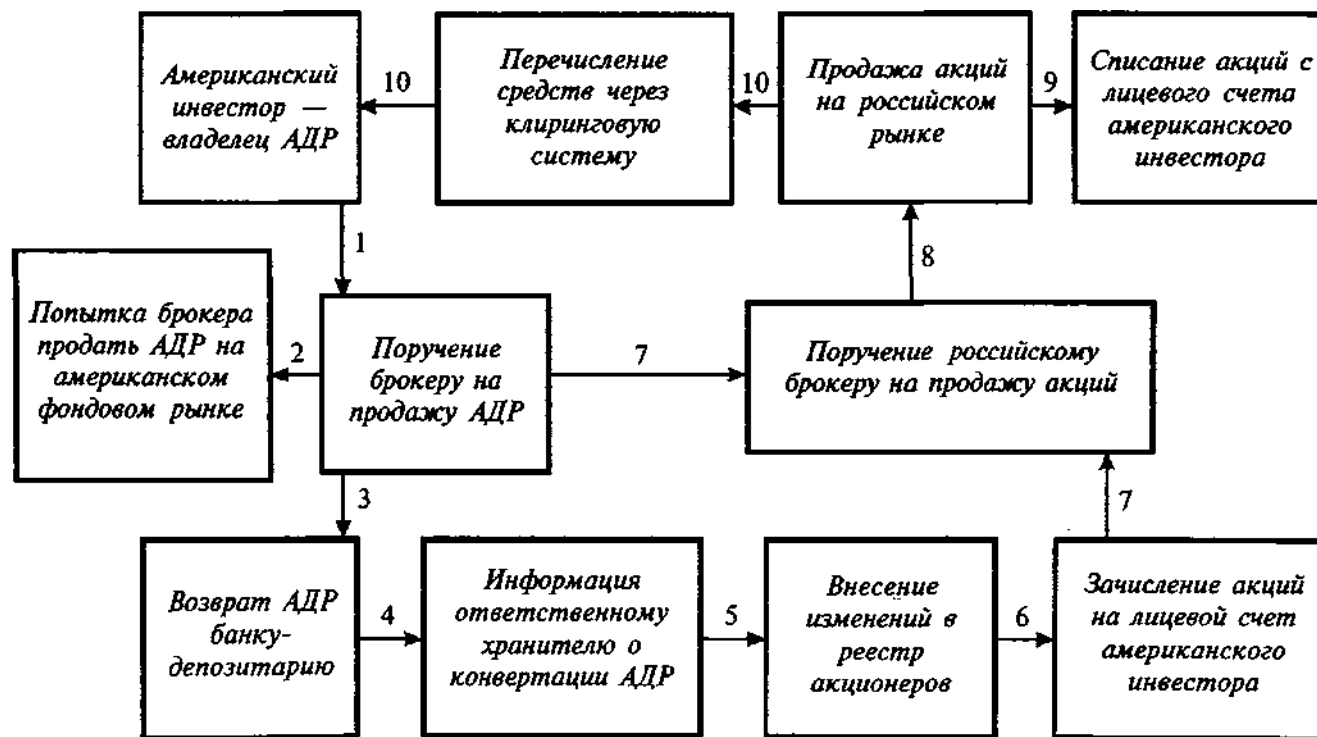 Американский
инвестор —
владелец АДР
10
Перечисление
средств через
клиринговую
систему
10
Продажа акций
на российском
рынке
9
Списание акций с
лицевого счета
американского
инвестора
1
8
Попытка брокера
продать АДР на
американском
фондовом рынке
2
Поручение
брокеру на
продажу АДР
7
Поручение российскому
брокеру на продажу акций
3
7
Возврат АДР
банку-
депозитарию
4
Информация
ответственному
хранителю о
конвертации АДР
5
Внесение
изменений в
реестр
акционеров
6
Зачисление акций
на лицевой счет
американского
инвестора